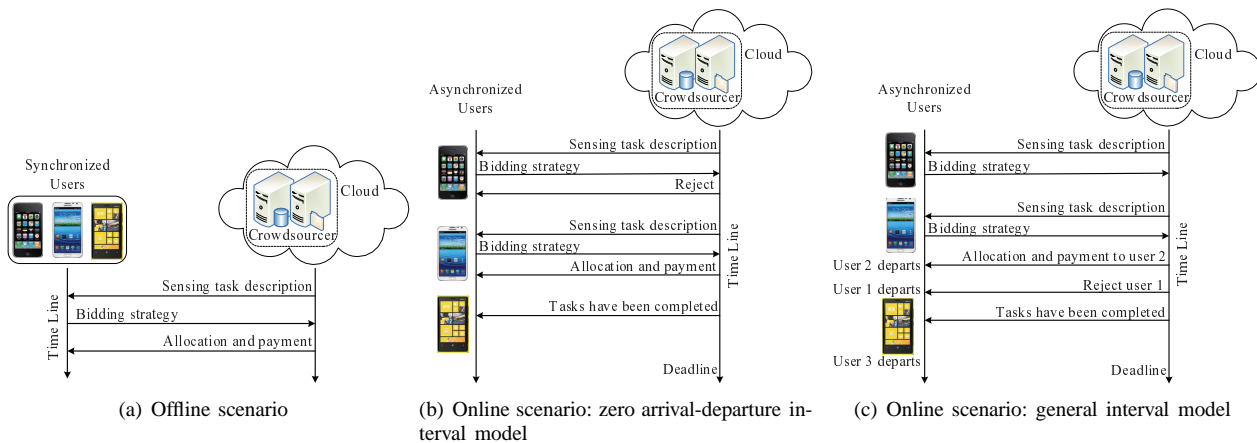 Synchronized
Users
Cloud
Crowdsourcer
Sensing task description
Bidding strategy
Allocation and payment
Time Line
(a) Offline scenario
Asynchronized
Users
Cloud
Crowdsourcer
Sensing task description
Bidding strategy
Reject
Sensing task description
Bidding strategy
Allocation and payment
Tasks have been completed
Time Line
Deadline
(b) Online scenario: zero arrival-departure in-
terval model
Asynchronized
Users
Cloud
Crowdsourcer
Sensing task description
Bidding strategy
Sensing task description
Bidding strategy
User 2 departs
Allocation and payment to user 2
User 1 departs
Reject user 1
Tasks have been completed
User 3 departs
Time Line
Deadline
(c) Online scenario: general interval model